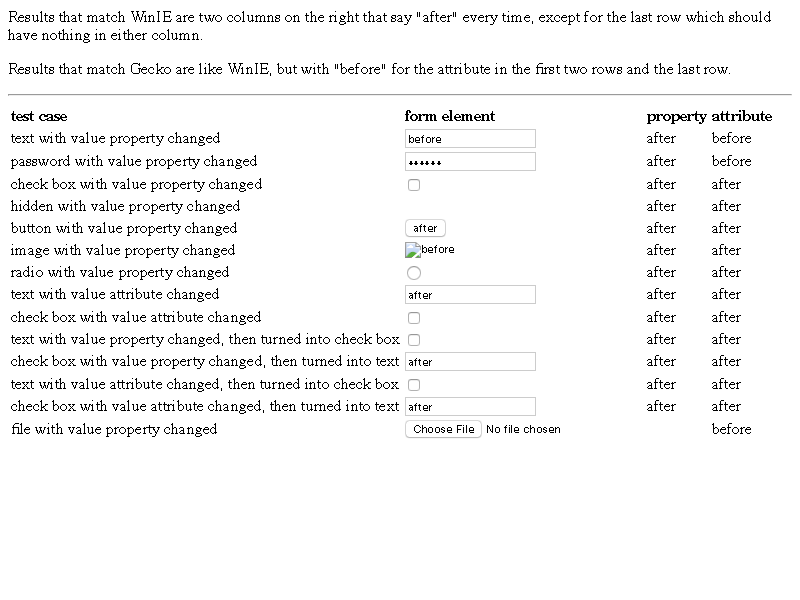 Results that match WinIE are two columns on the right that say "after" every time, except for the last row which should
have nothing in either column.
Results that match Gecko are like WinIE, but with "before" for the attribute in the first two rows and the last row.
test case form element property attribute
text with value property changed before after before
password with value property changed •••••• after before
check box with value property changed after after
hidden with value property changed after after
button with value property changed after after after
image with value property changed before after after
radio with value property changed after after
text with value attribute changed after after after
check box with value attribute changed after after
text with value property changed, then turned into check box after after
check box with value property changed, then turned into text after after after
text with value attribute changed, then turned into check box after after
check box with value attribute changed, then turned into text after after after
file with value property changed Choose File No file chosen before